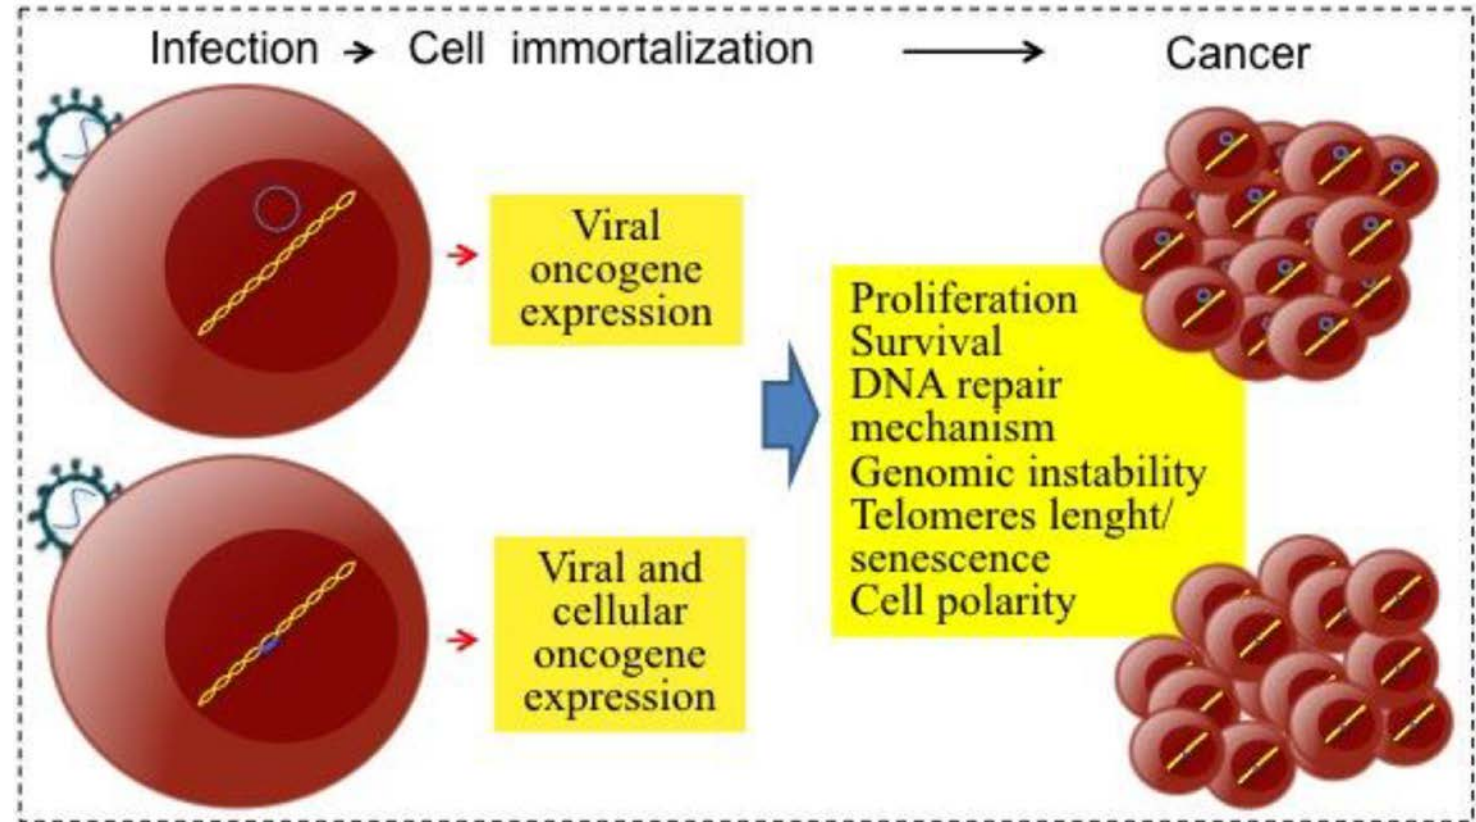 Infection → Cell immortalization → Cancer
Viral
oncogene
expression
Viral and
cellular
oncogene
expression
Proliferation
Survival
DNA repair
mechanism
Genomic instability
Telomeres lenght/
senescence
Cell polarity